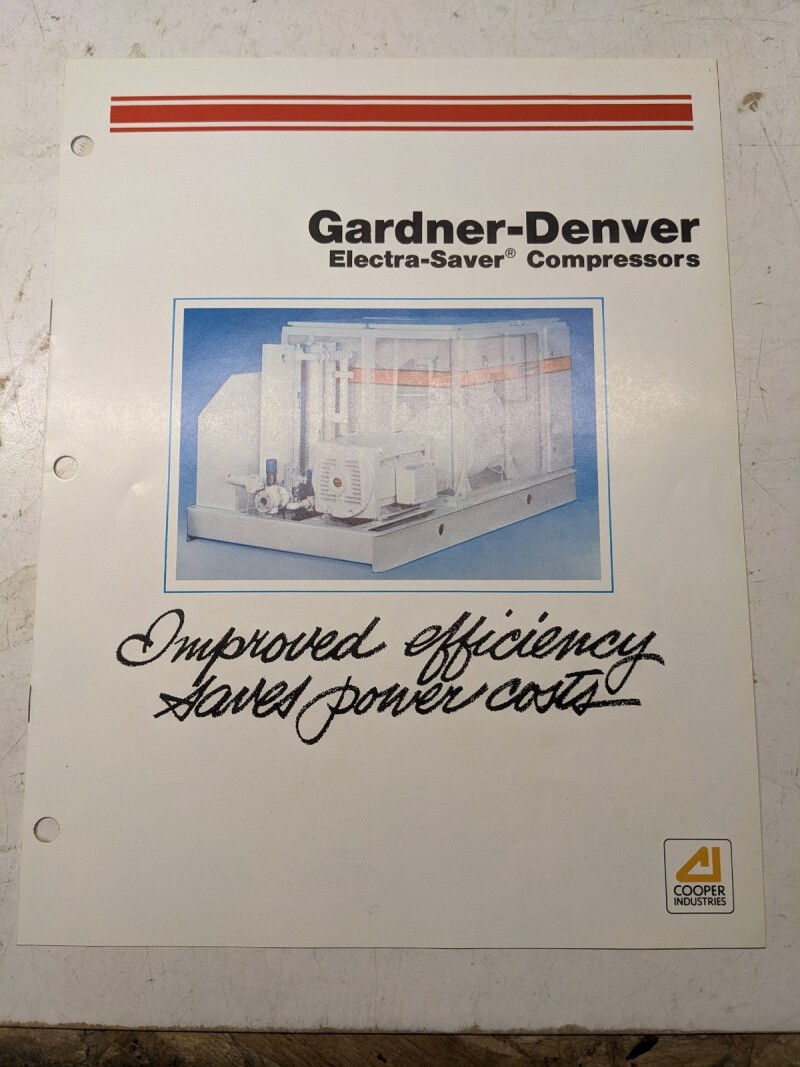 Gardner-Denver
Electra-Saver® Compressors
Improved efficiency
saves power costs
COOPER
INDUSTRIES